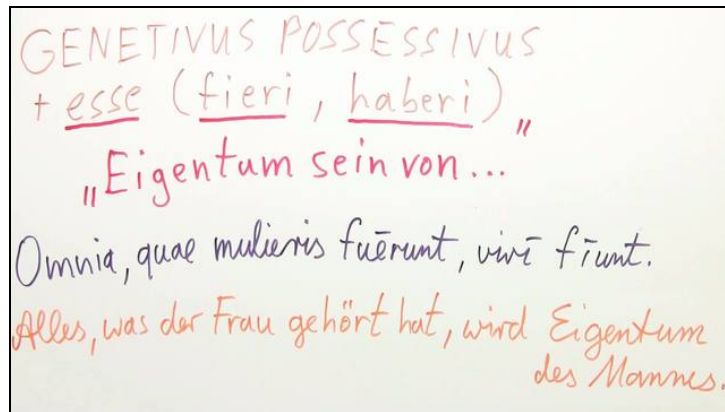 GENETIVUS POSSESSIVUS
+ esse (fieri, haberi)
„Eigentum sein von..."
Omnia, quae mulieris fuērunt, virī fīunt.
Alles, was der Frau gehört hat, wird Eigentum
des Mannes.